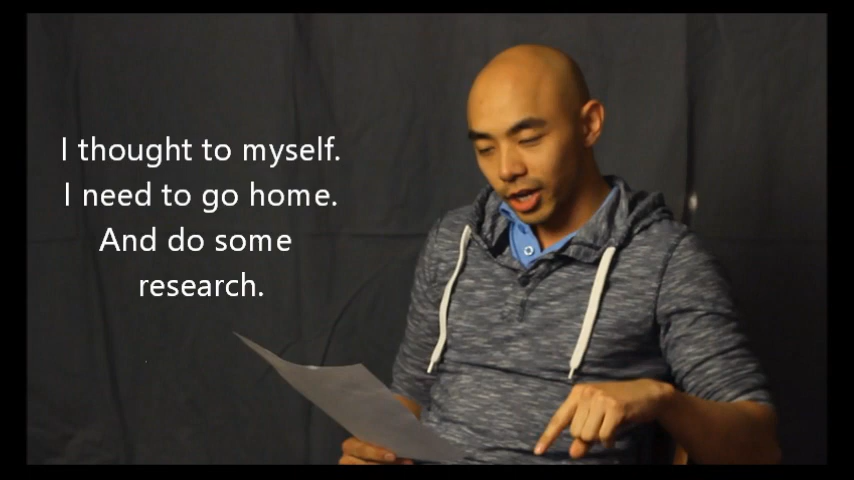 I thought to myself.
I need to go home.
And do some
research.